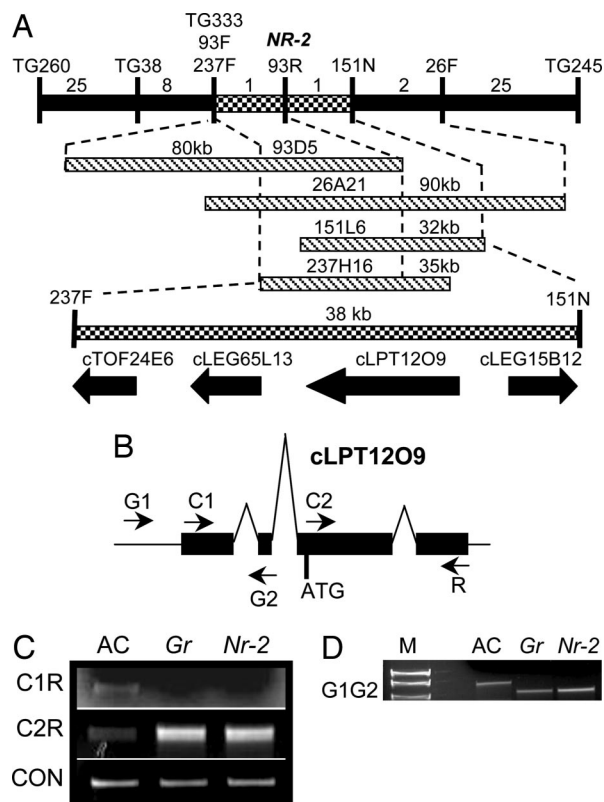 A
TG333
93F
NR-2
TG260 TG38 237F 93R 151N 26F TG245
25 8 1 1 2 25
80kb 93D5
26A21 90kb
151L6 32kb
237H16 35kb
237F 151N
38 kb
cTOF24E6 cLEG65L13 cLPT12O9 cLEG15B12
B
cLPT12O9
G1 C1 C2
G2 ATG R
C
AC Gr Nr-2
C1R
C2R
CON
D
M AC Gr Nr-2
G1G2